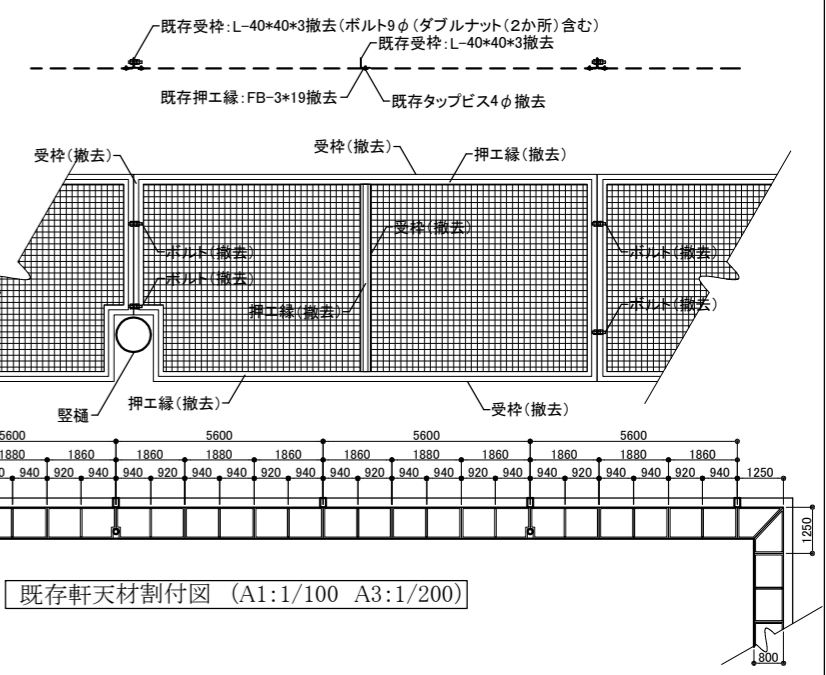 既存受枠:L-40*40*3撤去(ボルト9φ(ダブルナット(2か所)含む)
既存受枠:L-40*40*3撤去
既存押エ縁:FB-3*19撤去
既存タップビス4φ撤去
受枠(撤去)
受枠(撤去)
押エ縁(撤去)
受枠(撤去)
ボルト(撤去)
ボルト(撤去)
ボルト(撤去)
押エ縁(撤去)
ボルト(撤去)
竪樋
押エ縁(撤去)
受枠(撤去)
5600 5600 5600 5600
1880 1860 1860 1880 1860 1860 1880 1860 1860 1880 1860
940 920 940 940 920 940 940 920 940 940 920 940 940 920 940 940 920 940 940 920 940 1250
1250
既存軒天材割付図 (A1:1/100 A3:1/200)
800